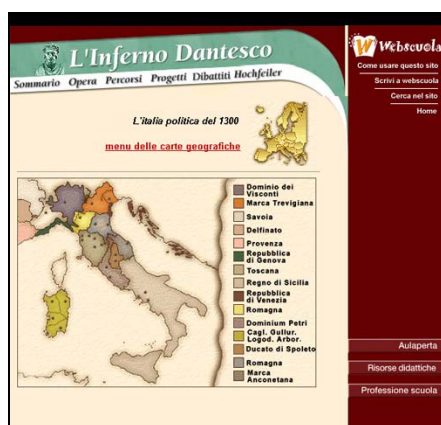 L'Inferno Dantesco
Sommario Opera Percorsi Progetti Dibattiti Hochfeiler
Webscuola
Come usare questo sito
Scrivi a webscuola
Cerca nel sito
Home
L'italia politica del 1300
menu delle carte geografiche
Dominio dei
Visconti
Marca Trevigiana
Savoia
Delfinato
Provenza
Repubblica
di Genova
Toscana
Regno di Sicilia
Repubblica
di Venezia
Romagna
Dominium Petri
Cagl. Gullur.
Logod. Arbor.
Ducato di Spoleto
Romagna
Marca
Anconetana
Aulaperta
Risorse didattiche
Professione scuola